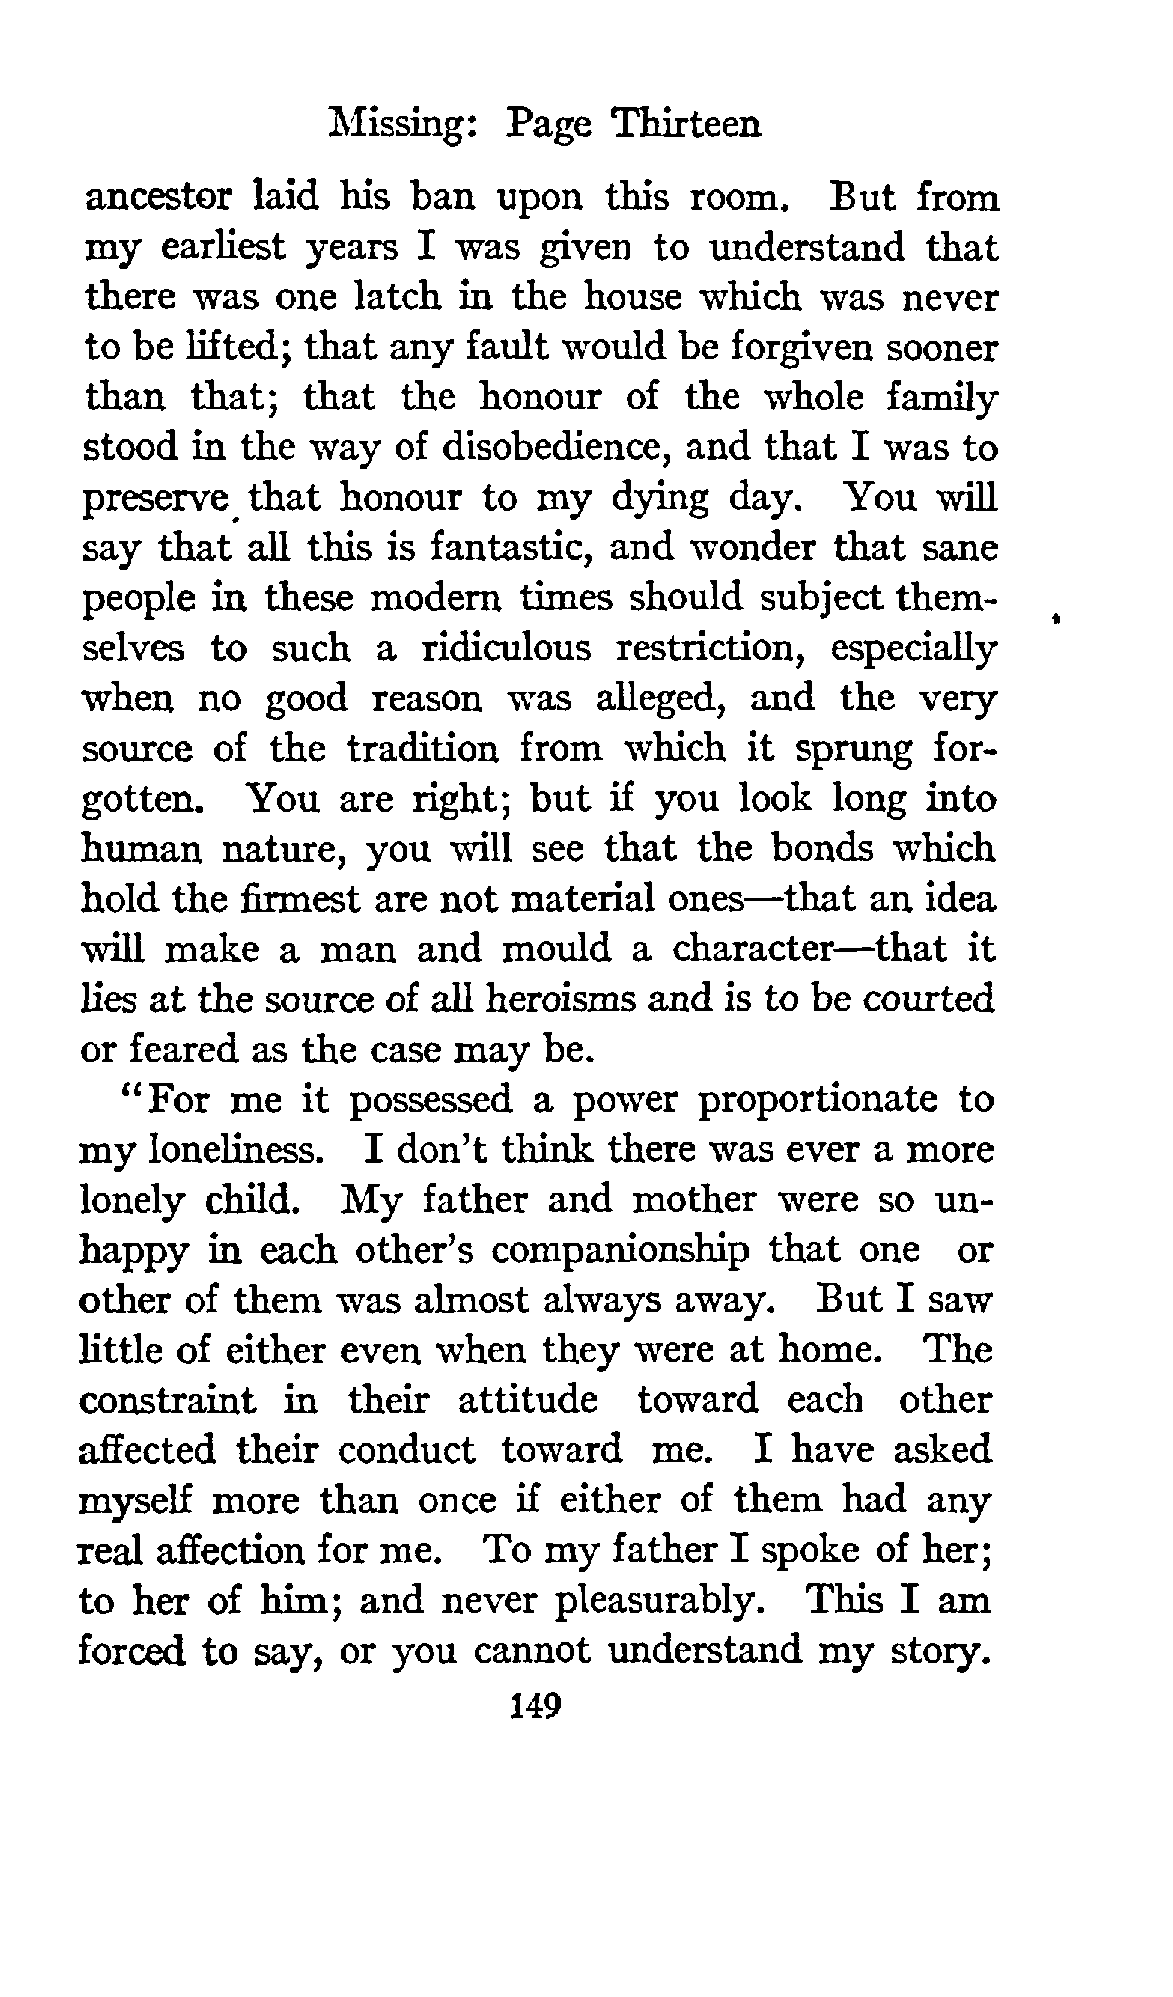 Missing: Page Thirteen
ancestor laid his ban upon this room. But from
my earliest years I was given to understand that
there was one latch in the house which was never
to be lifted; that any fault would be forgiven sooner
than that; that the honour of the whole family
stood in the way of disobedience, and that I was to
preserve that honour to my dying day. You will
say that all this is fantastic, and wonder that sane
people in these modern times should subject them-
selves to such a ridiculous restriction, especially
when no good reason was alleged, and the very
source of the tradition from which it sprung for-
gotten. You are right; but if you look long into
human nature, you will see that the bonds which
hold the firmest are not material ones—that an idea
will make a man and mould a character—that it
lies at the source of all heroisms and is to be courted
or feared as the case may be.
“For me it possessed a power proportionate to
my loneliness. I don't think there was ever a more
lonely child. My father and mother were so un-
happy in each other's companionship that one or
other of them was almost always away. But I saw
little of either even when they were at home. The
constraint in their attitude toward each other
affected their conduct toward me. I have asked
myself more than once if either of them had any
real affection for me. To my father I spoke of her;
to her of him; and never pleasurably. This I am
forced to say, or you cannot understand my story.
149